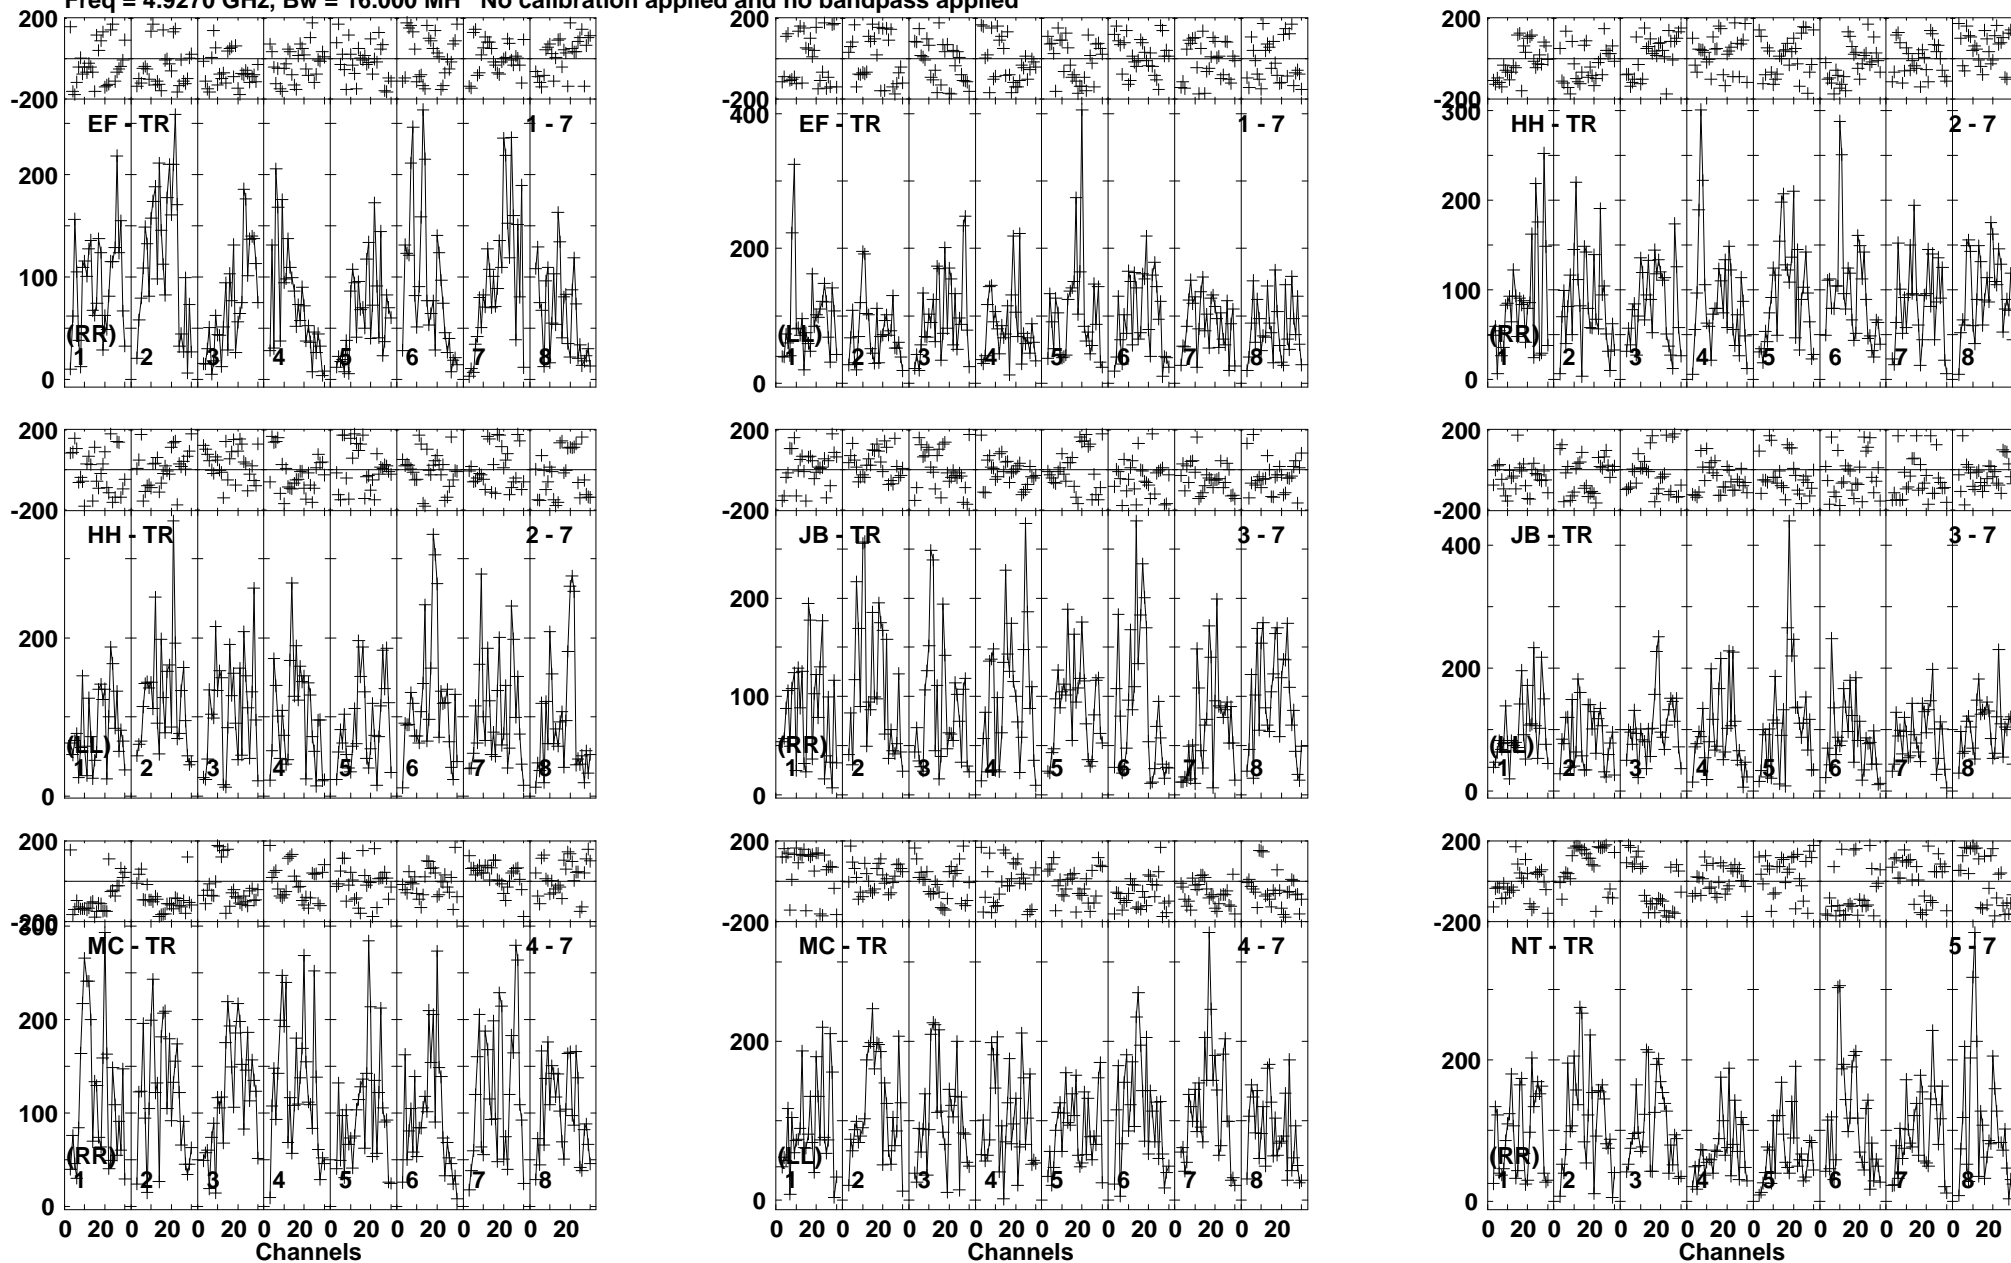 Freq = 4.9270 GHz, Bw = 16.000 MH No calibration applied and no bandpass applied
200 200 200
-200 -200 -200
EF - TR 1 - 7 EF - TR 1 - 7 HH - TR 2 - 7
400 300
200 200 200
100 100
(RR) (LL) (RR)
1 2 3 4 5 6 7 8 1 2 3 4 5 6 7 8 1 2 3 4 5 6 7 8
0 0 0
200 200 200
-200 -200 -200
HH - TR 2 - 7 JB - TR 3 - 7 JB - TR 3 - 7
400
200 200 200
100
(LL) (RR) (LL)
1 2 3 4 5 6 7 8 1 2 3 4 5 6 7 8 1 2 3 4 5 6 7 8
0 0 0
200 200 200
-200 -200 -200
300
MC - TR 4 - 7 MC - TR 4 - 7 NT - TR 5 - 7
200 200 200
100
(RR) (LL) (RR)
1 2 3 4 5 6 7 8 1 2 3 4 5 6 7 8 1 2 3 4 5 6 7 8
0 0 0
0 20 0 20 0 20 0 20 0 20 0 20 0 20 0 20 0 20 0 20 0 20 0 20 0 20 0 20 0 20 0 20 0 20 0 20 0 20 0 20 0 20 0 20 0 20 0 20
Channels Channels Channels